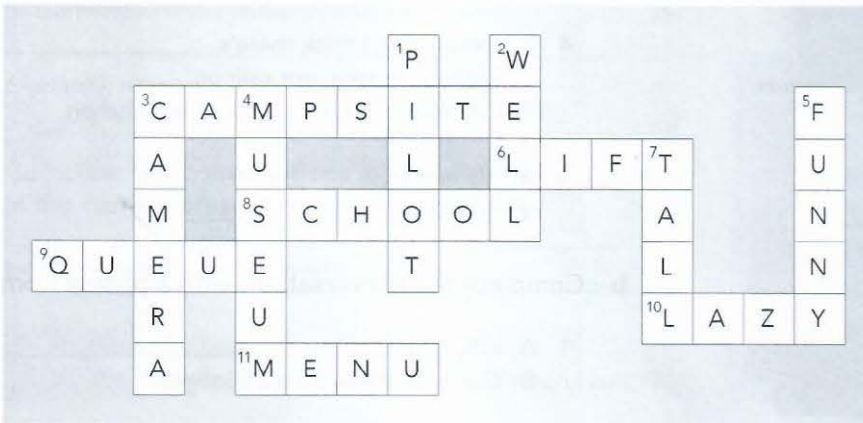 ¹P ²W
³C A ⁴M P S I T E ⁵F
A U L ⁶L I F ⁷T U
M ⁸S C H O O L A N
⁹Q U E U E T L N
R U ¹⁰L A Z Y
A ¹¹M E N U